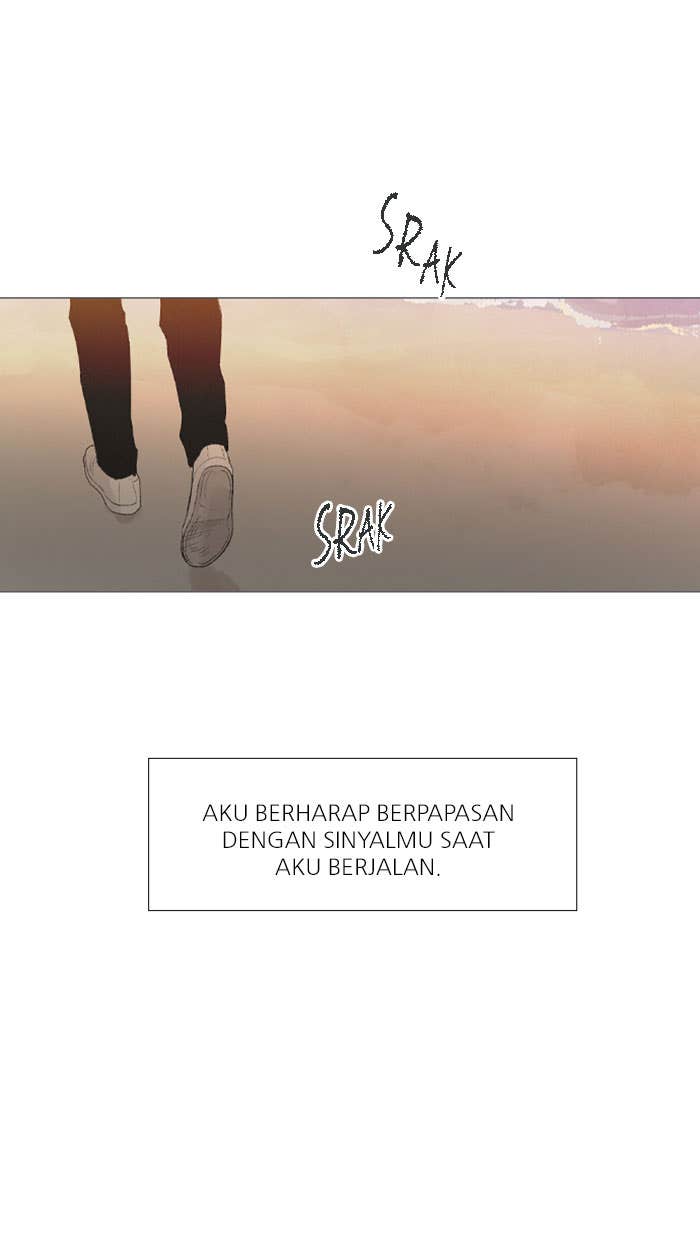 SRAK
SRAK
AKU BERHARAP BERPAPASAN
DENGAN SINYALMU SAAT
AKU BERJALAN.